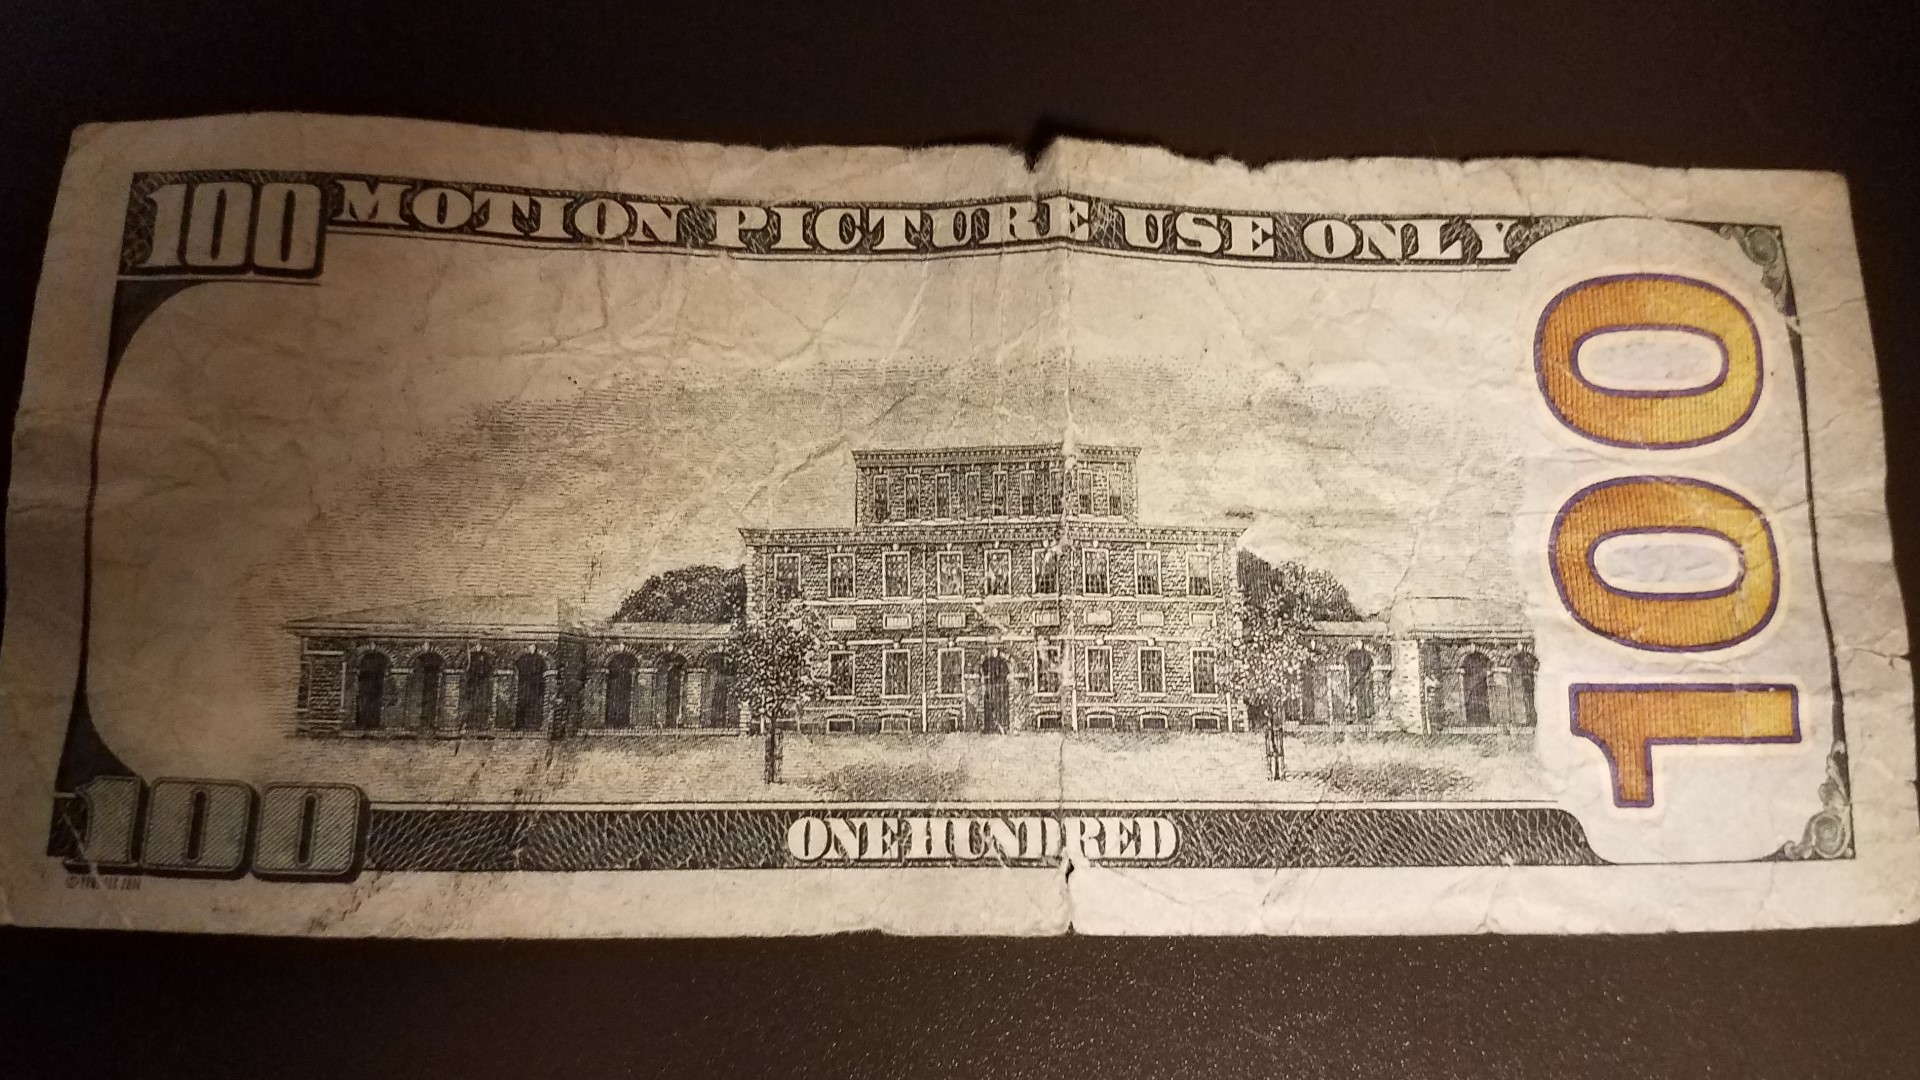 100 MOTION PICTURE USE ONLY
100
100 ONE HUNDRED